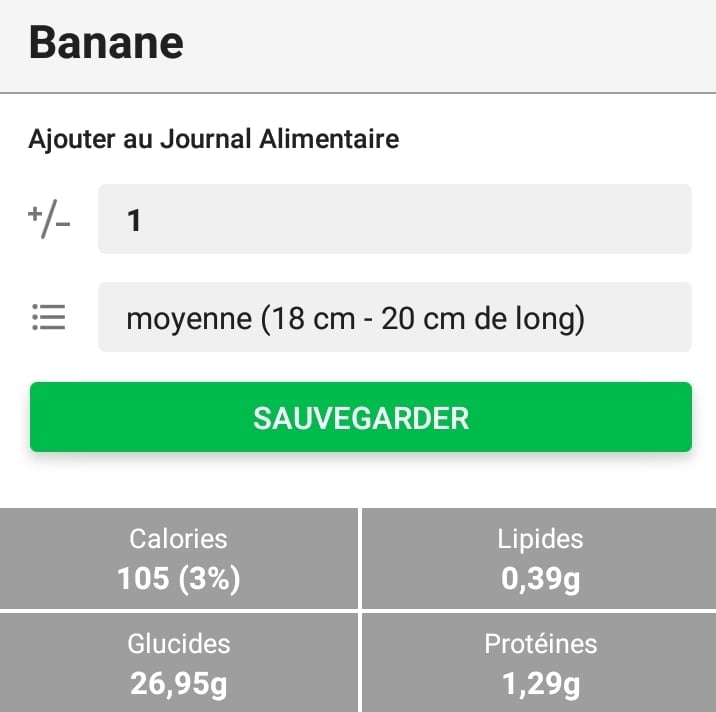 Banane
Ajouter au Journal Alimentaire
+/-
1
moyenne (18 cm - 20 cm de long)
SAUVEGARDER
Calories
105 (3%)
Lipides
0,39g
Glucides
26,95g
Protéines
1,29g